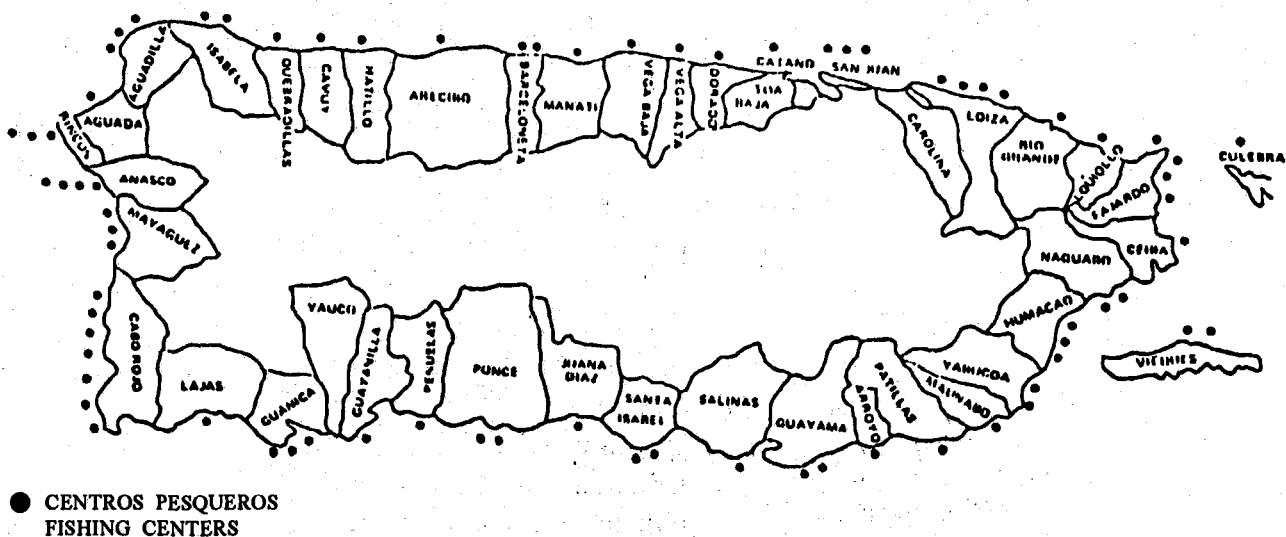 AGUADILLA
ISABELA
QUEBRADILLAS
CAMUY
HATILLO
ARECIBO
BARCELONETA
MANATI
VEGA BAJA
VEGA ALTA
DORADO
TOA
BAJA
CATANO
SAN JUAN
CAROLINA
LOIZA
RIO
GRANDE
LUQUILLO
FAJARDO
CEIBA
CULEBRA
RINCON
AGUADA
ANASCO
MAYAGUEZ
NAGUABO
HUMACAO
VIEQUES
CABO ROJO
LAJAS
GUANICA
YAUCO
GUAYANILLA
PENUELAS
PONCE
JUANA
DIAZ
SANTA
ISABEL
SALINAS
GUAYAMA
ARROYO
PATILLAS
MAUNABO
YABUCOA
CENTROS PESQUEROS
FISHING CENTERS